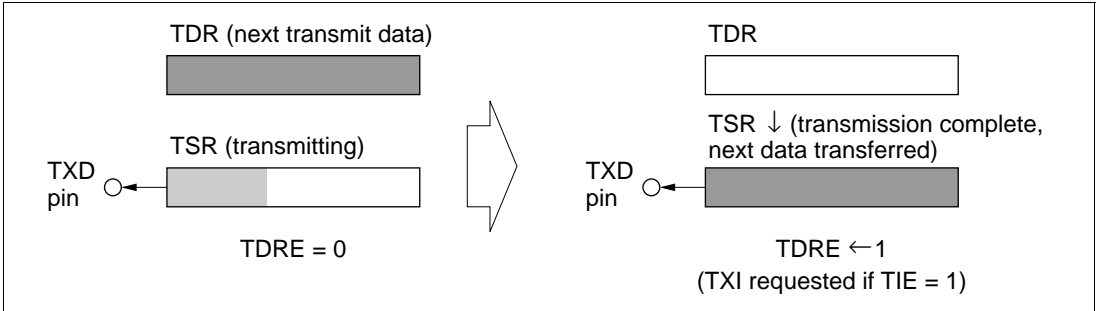 TDR (next transmit data)
TSR (transmitting)
TXD
pin
TDRE = 0
TDR
TSR ↓ (transmission complete,
next data transferred)
TXD
pin
TDRE ←1
(TXI requested if TIE = 1)